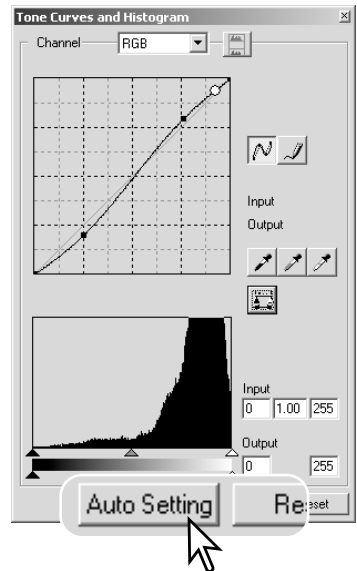 Tone Curves and Histogram
Channel RGB
Input
Output
Input
0 1.00 255
Output
0 255
Auto Setting Reset